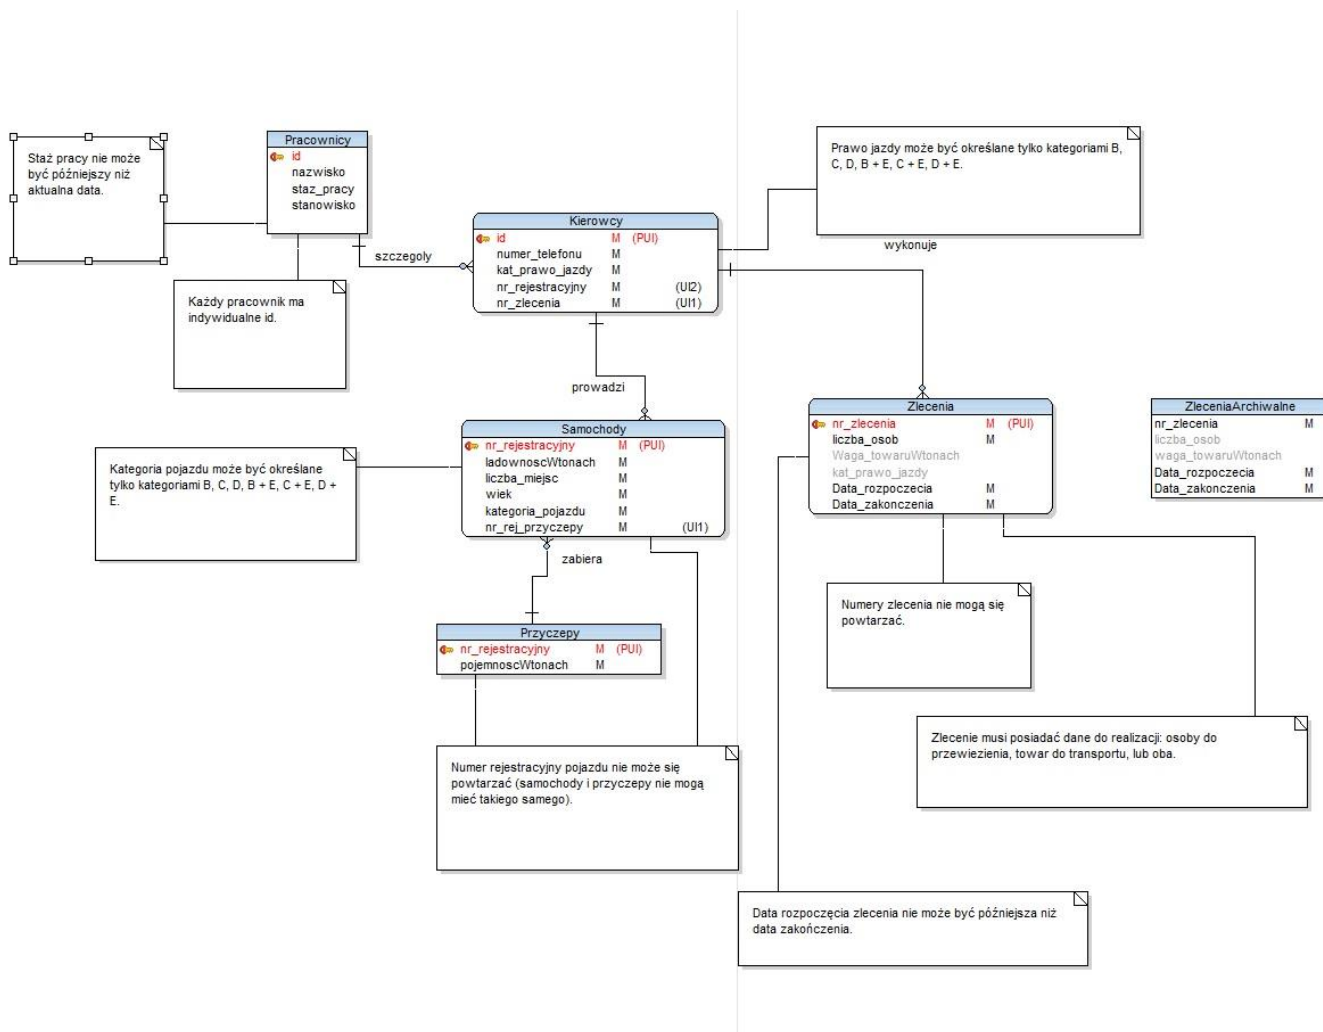 Staż pracy nie może
być późniejszy niż
aktualna data.
Pracownicy
id
nazwisko
staz_pracy
stanowisko
szczegoly
Każdy pracownik ma
indywidualne id.
Kierowcy
id M (PUI)
numer_telefonu M
kat_prawo_jazdy M
nr_rejestracyjny M (UI2)
nr_zlecenia M (UI1)
Prawo jazdy może być określane tylko kategoriami B,
C, D, B + E, C + E, D + E.
wykonuje
prowadzi
Samochody
nr_rejestracyjny M (PUI)
ladownoscWtonach M
liczba_miejsc M
wiek M
kategoria_pojazdu M
nr_rej_przyczepy M (UI1)
Kategoria pojazdu może być określane
tylko kategoriami B, C, D, B + E, C + E, D +
E.
zabiera
Przyczepy
nr_rejestracyjny M (PUI)
pojemnoscWtonach M
Numer rejestracyjny pojazdu nie może się
powtarzać (samochody i przyczepy nie mogą
mieć takiego samego).
Zlecenia
nr_zlecenia M (PUI)
liczba_osob M
Waga_towaruWtonach
kat_prawo_jazdy
Data_rozpoczecia M
Data_zakonczenia M
ZleceniaArchiwalne
nr_zlecenia M
liczba_osob
waga_towaruWtonach
Data_rozpoczecia M
Data_zakonczenia M
Numery zlecenia nie mogą się
powtarzać.
Zlecenie musi posiadać dane do realizacji: osoby do
przewiezienia, towar do transportu, lub oba.
Data rozpoczęcia zlecenia nie może być późniejsza niż
data zakończenia.